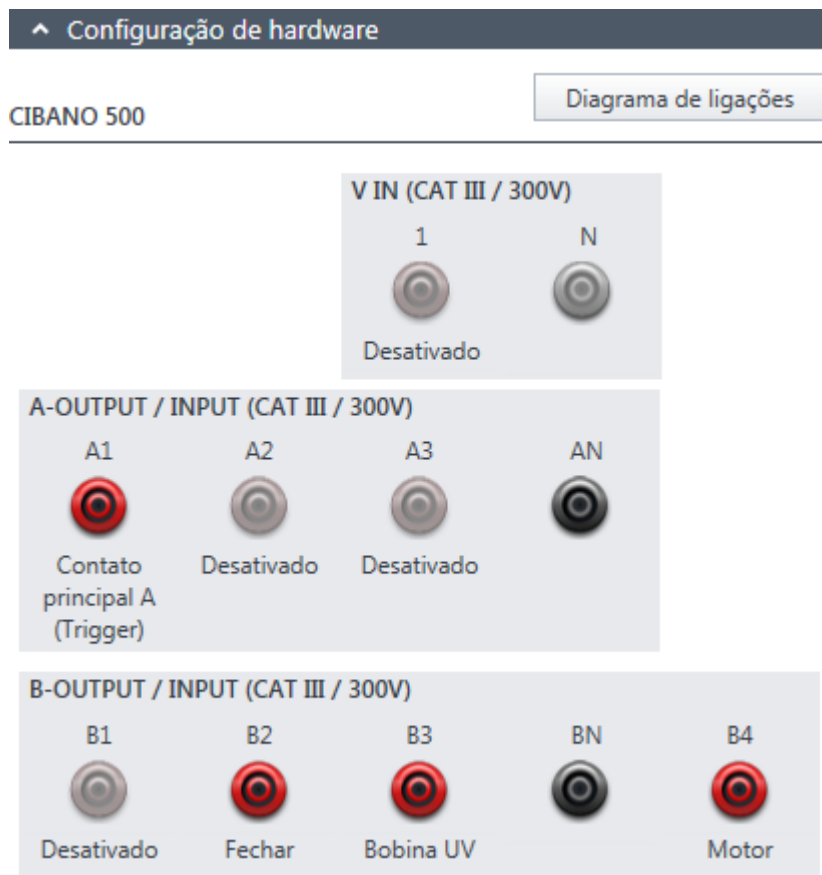 Configuração de hardware
Diagrama de ligações
CIBANO 500
V IN (CAT III / 300V)
1 N
Desativado
A-OUTPUT / INPUT (CAT III / 300V)
A1 A2 A3 AN
Contato principal A (Trigger) Desativado Desativado
B-OUTPUT / INPUT (CAT III / 300V)
B1 B2 B3 BN B4
Desativado Fechar Bobina UV Motor